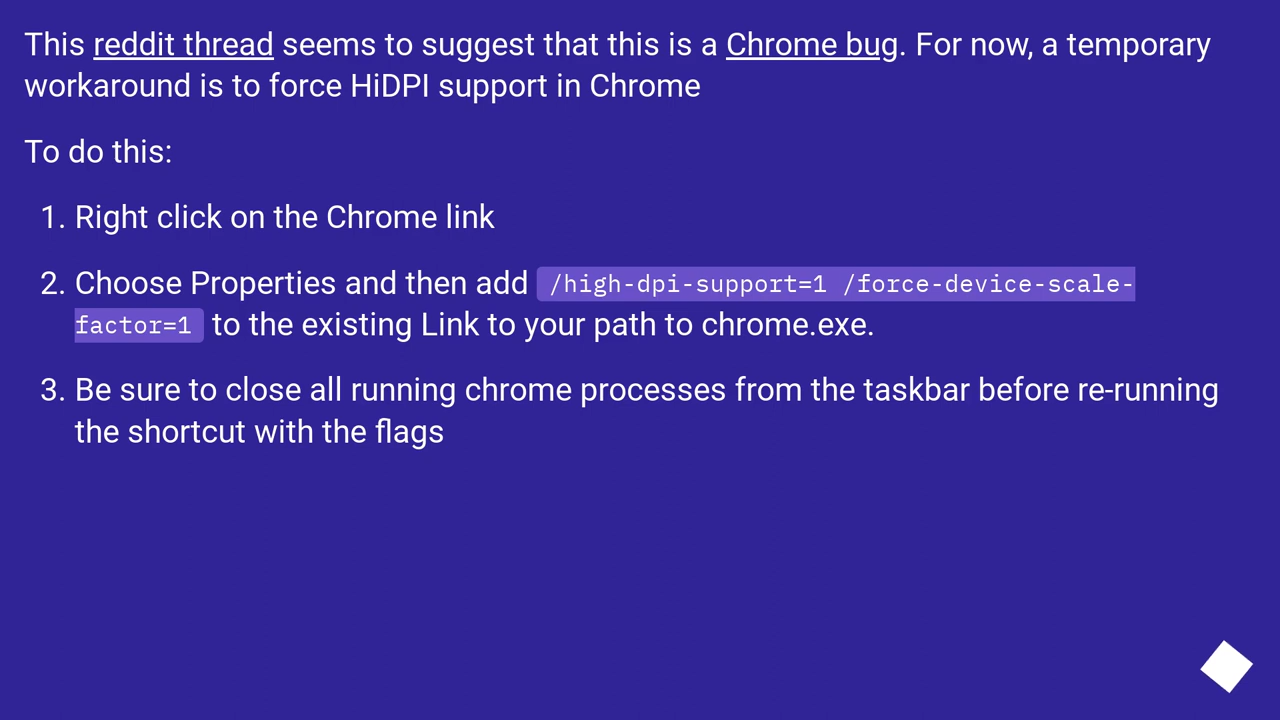 This reddit thread seems to suggest that this is a Chrome bug. For now, a temporary
workaround is to force HiDPI support in Chrome
To do this:
1. Right click on the Chrome link
2. Choose Properties and then add /high-dpi-support=1 /force-device-scale-
factor=1 to the existing Link to your path to chrome.exe.
3. Be sure to close all running chrome processes from the taskbar before re-running
the shortcut with the flags